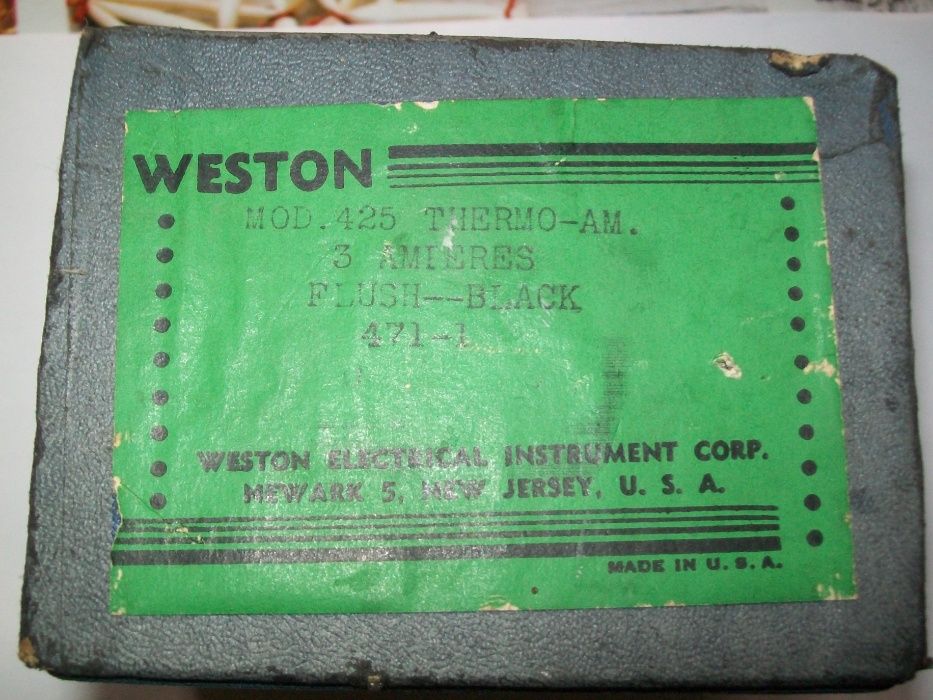 WESTON
MOD.425 THERMO-AM.
3 AMPERES
FLUSH--BLACK
471-1
WESTON ELECTRICAL INSTRUMENT CORP.
NEWARK 5, NEW JERSEY, U. S. A.
MADE IN U. S. A.